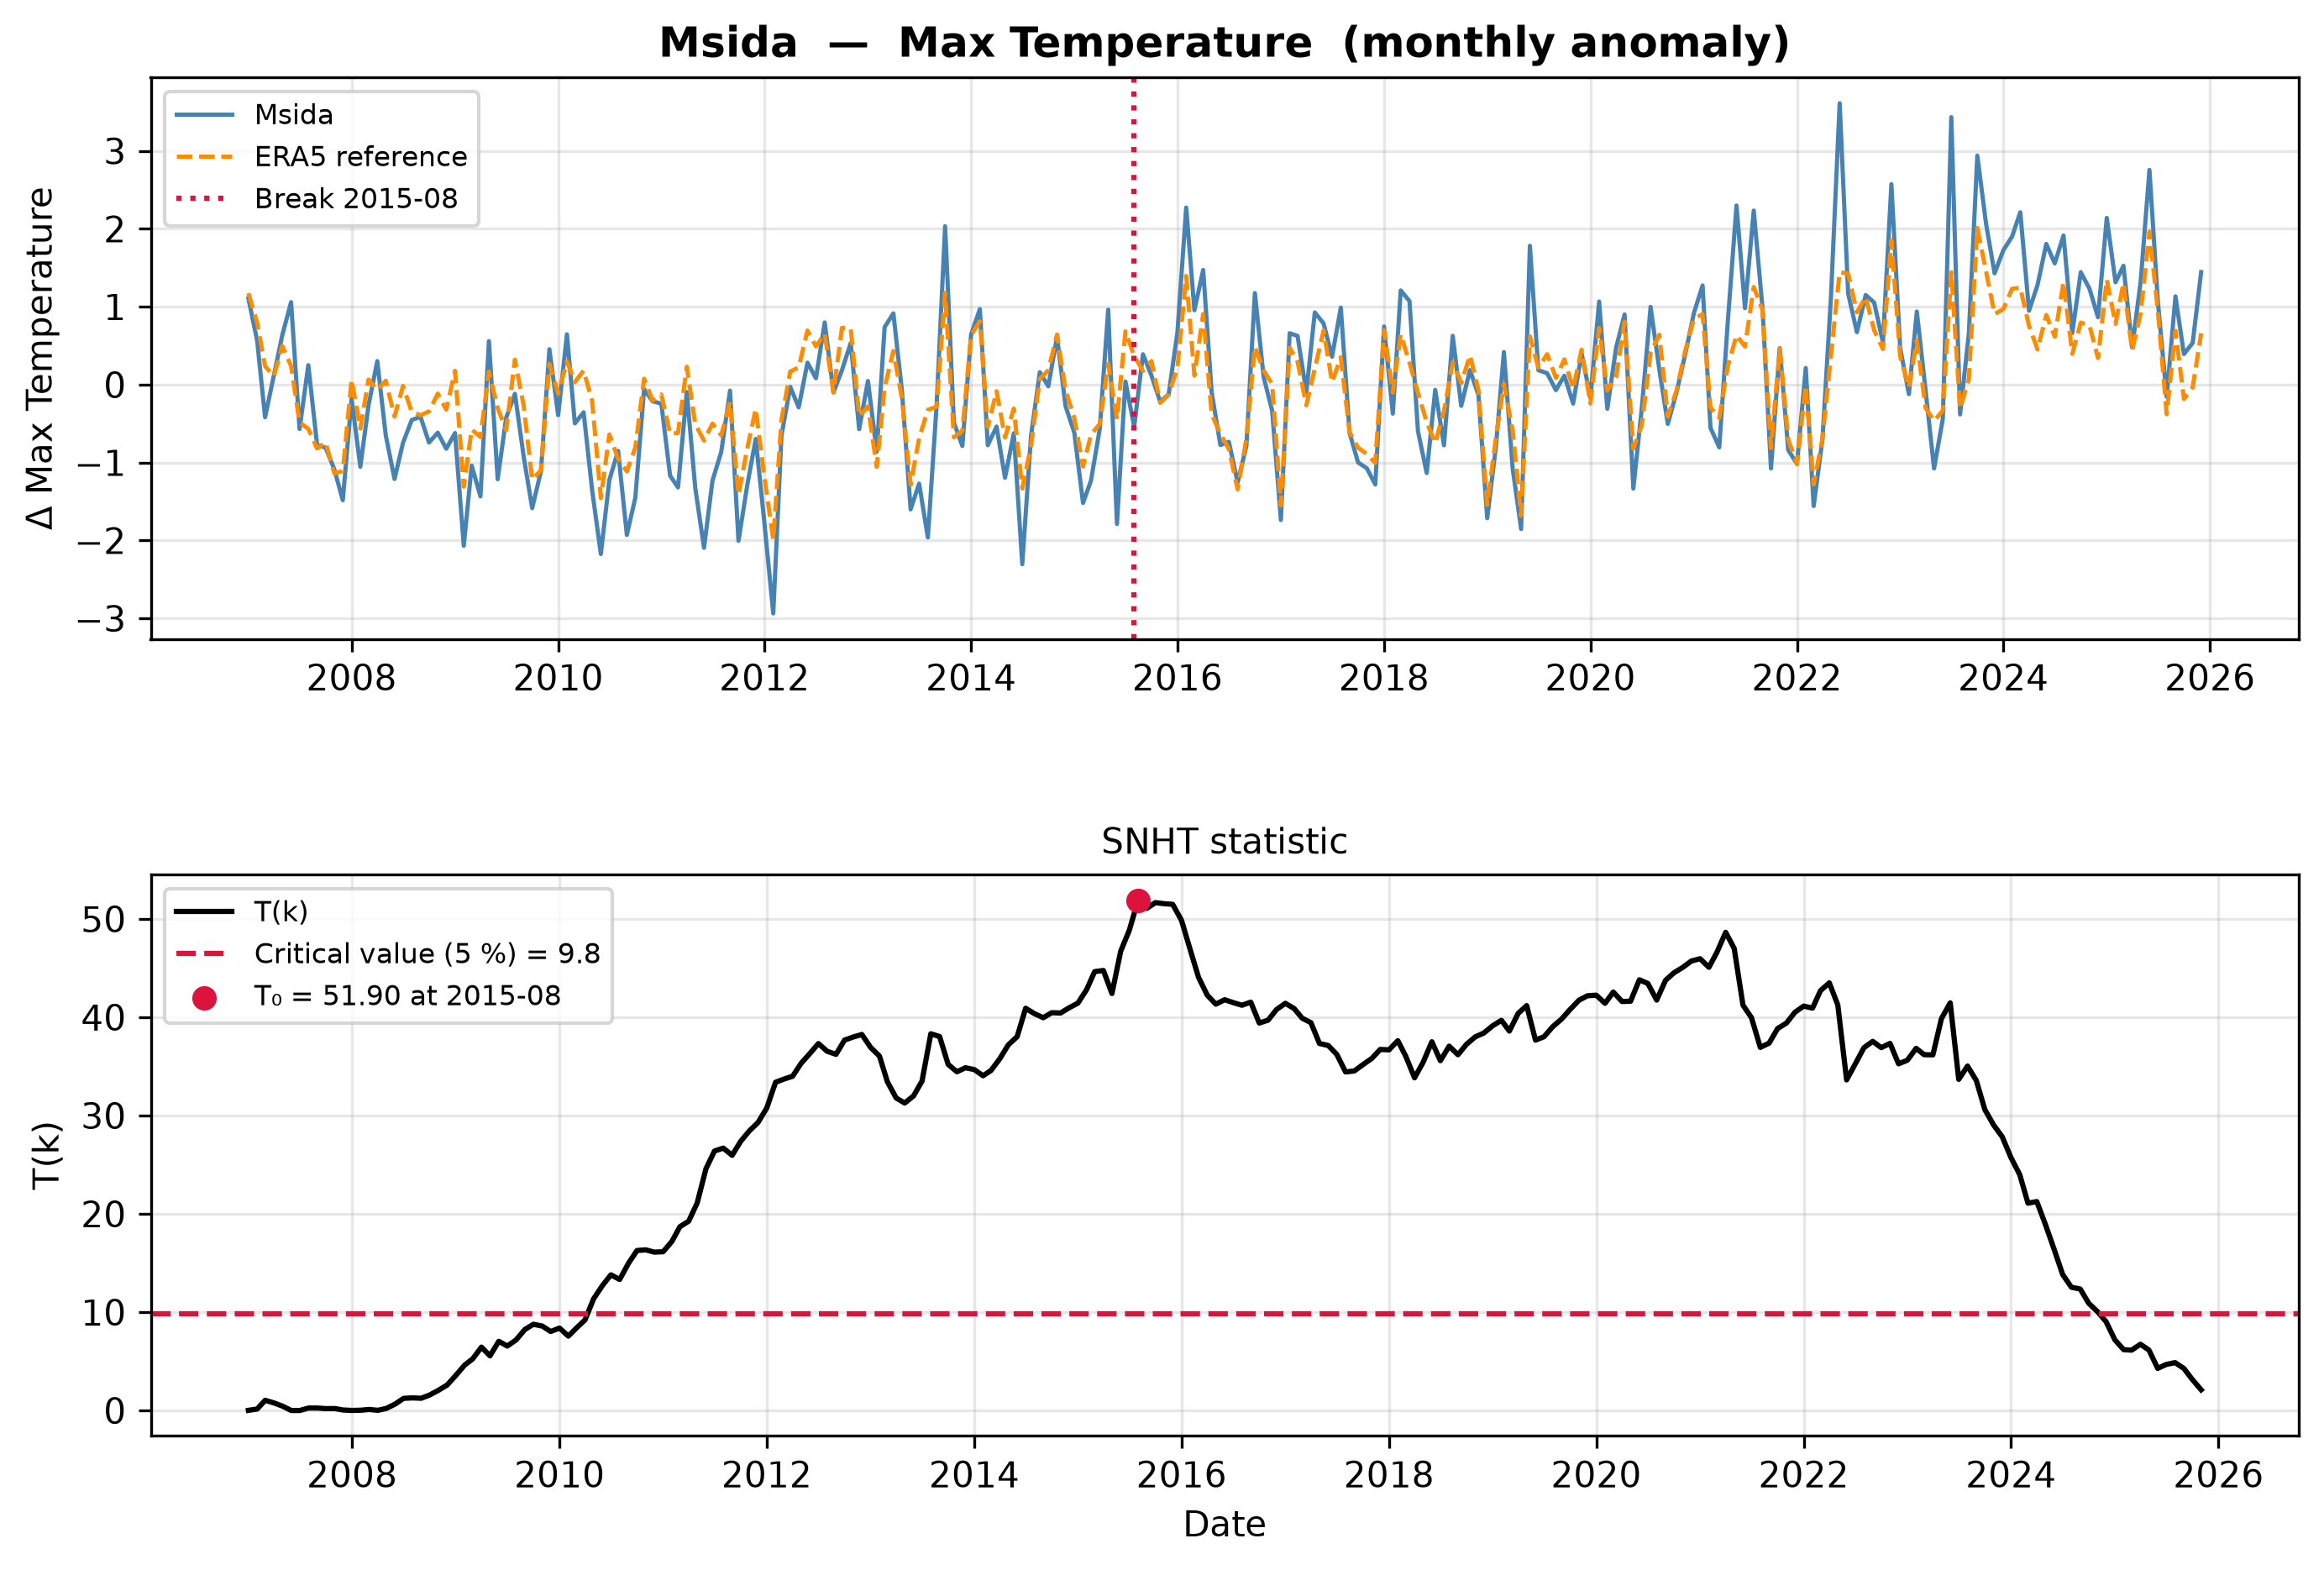 Msida — Max Temperature (monthly anomaly)
Msida
ERA5 reference
Break 2015-08
Δ Max Temperature
3
2
1
0
−1
−2
−3
2008 2010 2012 2014 2016 2018 2020 2022 2024 2026
SNHT statistic
T(k)
Critical value (5 %) = 9.8
T₀ = 51.90 at 2015-08
T(k)
50
40
30
20
10
0
2008 2010 2012 2014 2016 2018 2020 2022 2024 2026
Date